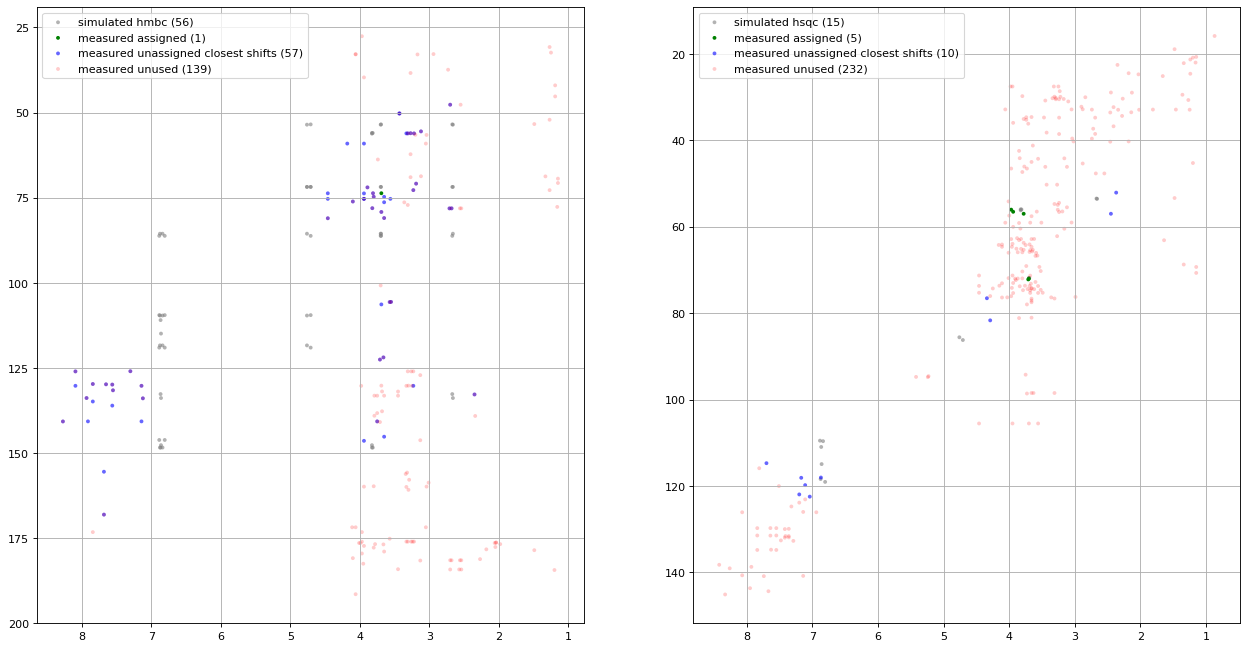 simulated hmbc (56)
measured assigned (1)
measured unassigned closest shifts (57)
measured unused (139)
25
50
75
100
125
150
175
200
8 7 6 5 4 3 2 1
simulated hsqc (15)
measured assigned (5)
measured unassigned closest shifts (10)
measured unused (232)
20
40
60
80
100
120
140
8 7 6 5 4 3 2 1